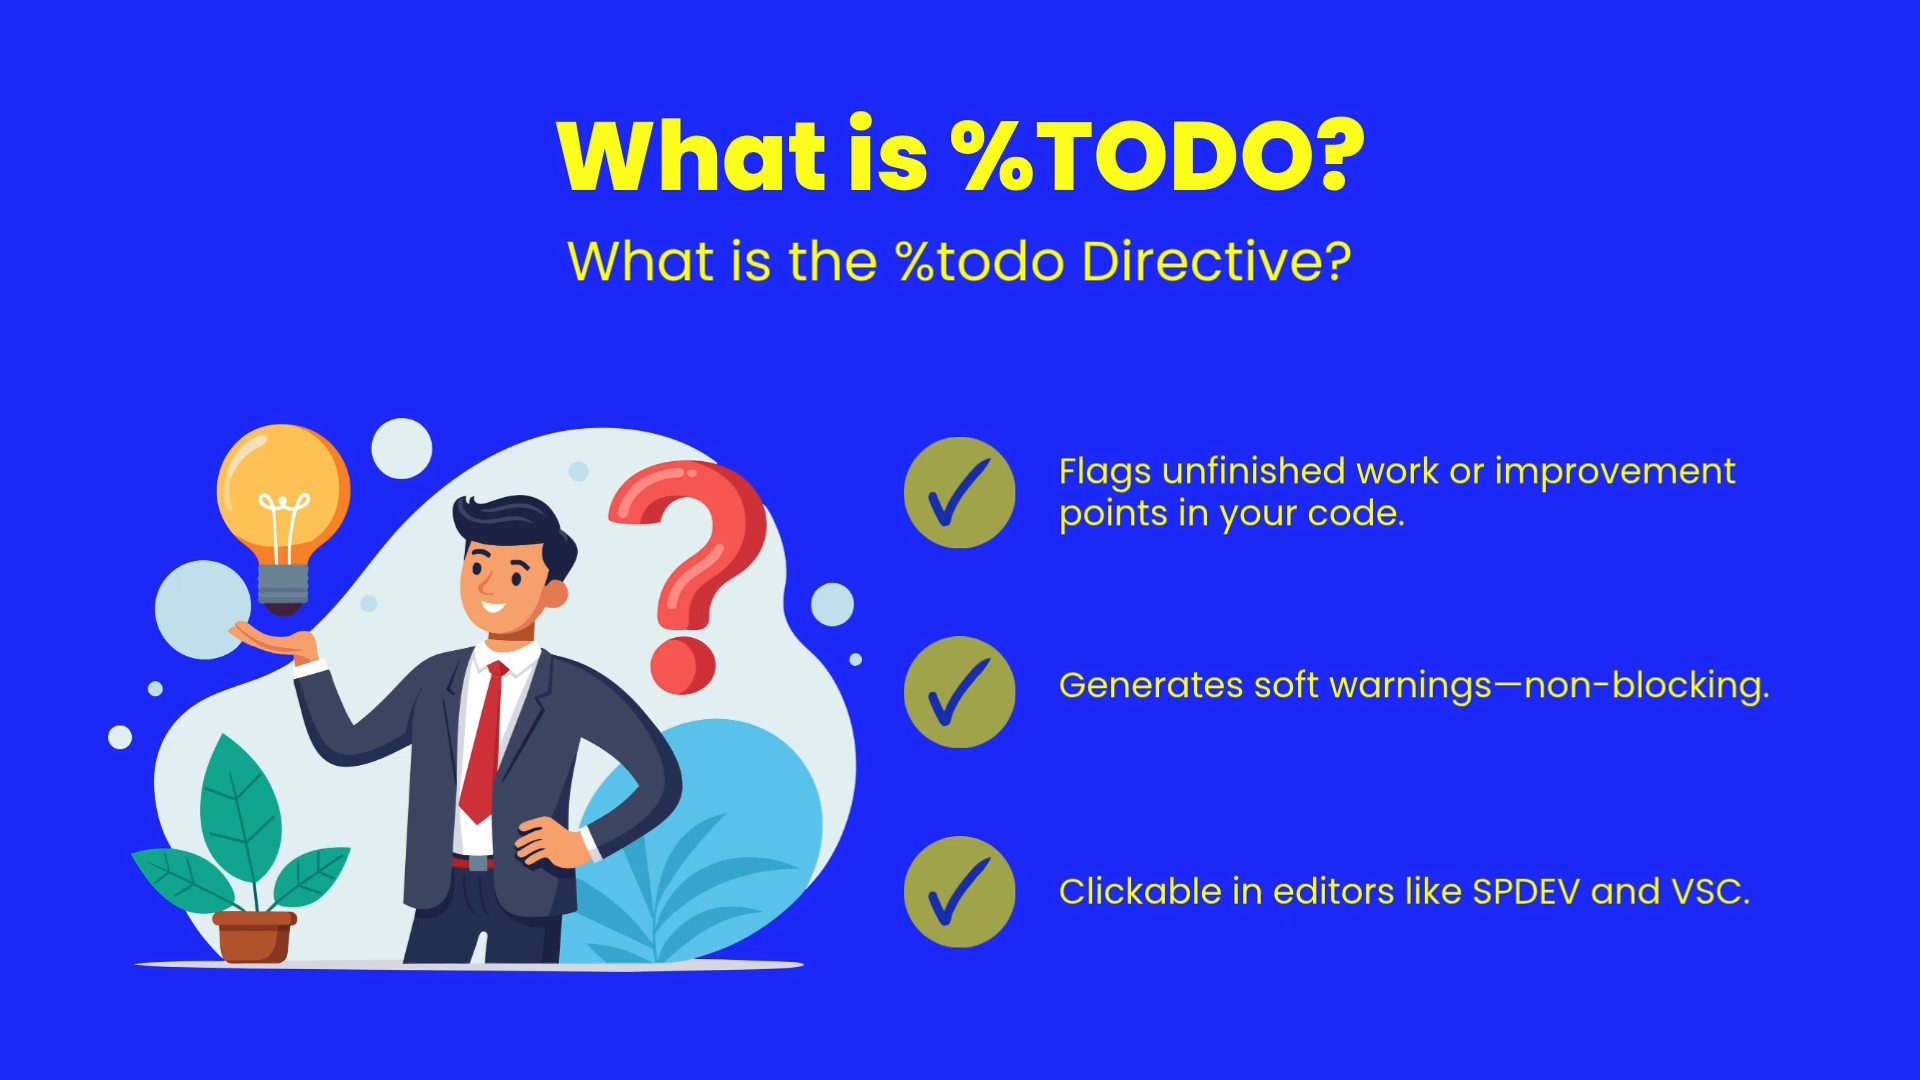 What is %TODO?
What is the %todo Directive?
Flags unfinished work or improvement
points in your code.
Generates soft warnings—non-blocking.
Clickable in editors like SPDEV and VSC.